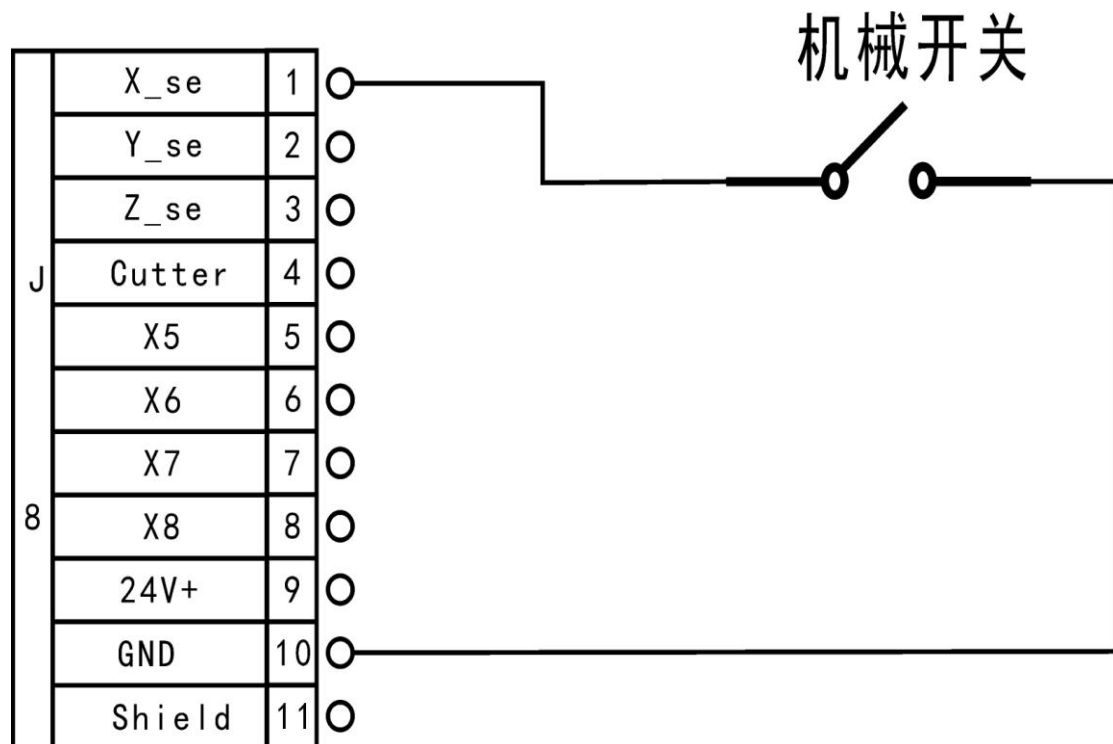 机械开关
X_se 1
Y_se 2
Z_se 3
J
Cutter 4
X5 5
X6 6
X7 7
8
X8 8
24V+ 9
GND 10
Shield 11